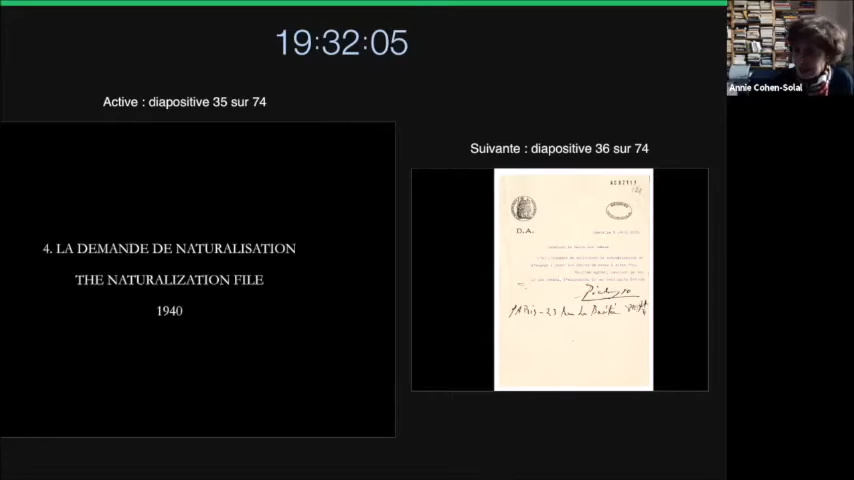 19:32:05
Annie Cohen-Solal
Active : diapositive 35 sur 74
Suivante : diapositive 36 sur 74
4. LA DEMANDE DE NATURALISATION
THE NATURALIZATION FILE
1940
D.A.
Picasso
PARis - 23 Rue La Boétie